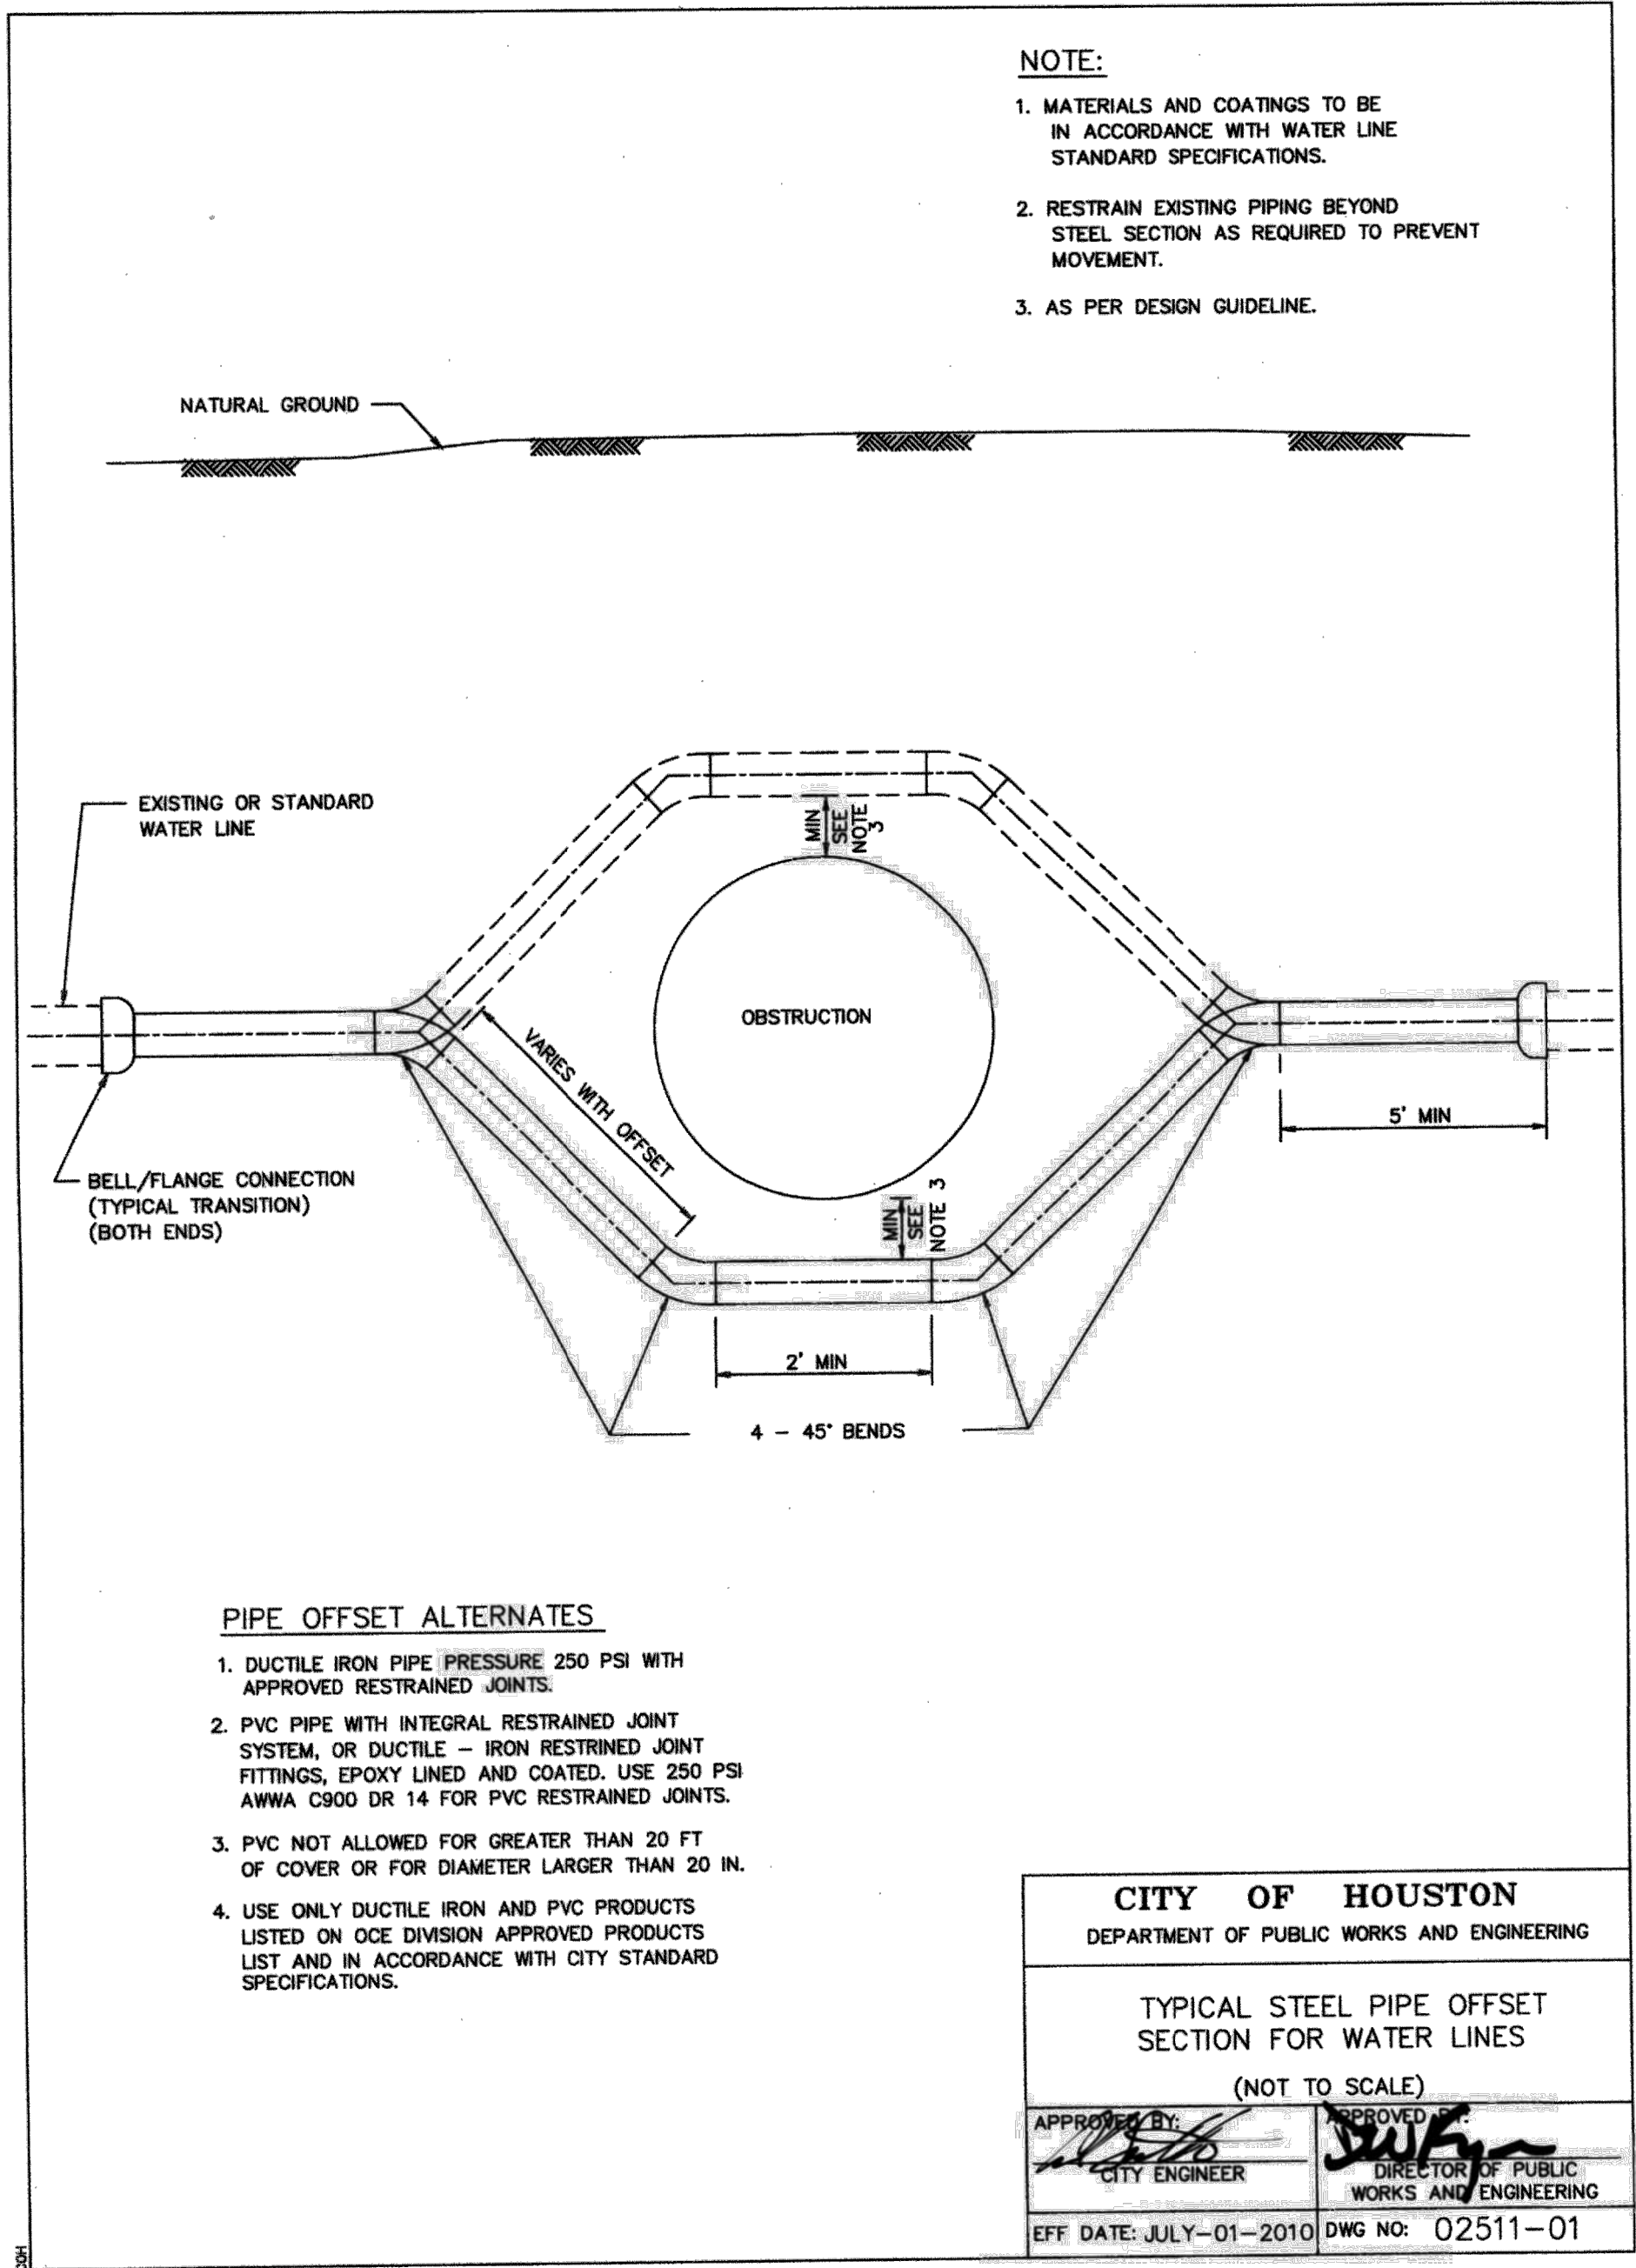 NOTE:
1. MATERIALS AND COATINGS TO BE
IN ACCORDANCE WITH WATER LINE
STANDARD SPECIFICATIONS.
2. RESTRAIN EXISTING PIPING BEYOND
STEEL SECTION AS REQUIRED TO PREVENT
MOVEMENT.
3. AS PER DESIGN GUIDELINE.
NATURAL GROUND
EXISTING OR STANDARD
WATER LINE
MIN
SEE
NOTE
3
OBSTRUCTION
VARIES WITH OFFSET
5' MIN
BELL/FLANGE CONNECTION
(TYPICAL TRANSITION)
(BOTH ENDS)
MIN
SEE
NOTE 3
2' MIN
4 – 45° BENDS
PIPE OFFSET ALTERNATES
1. DUCTILE IRON PIPE PRESSURE 250 PSI WITH
APPROVED RESTRAINED JOINTS.
2. PVC PIPE WITH INTEGRAL RESTRAINED JOINT
SYSTEM, OR DUCTILE – IRON RESTRINED JOINT
FITTINGS, EPOXY LINED AND COATED. USE 250 PSI
AWWA C900 DR 14 FOR PVC RESTRAINED JOINTS.
3. PVC NOT ALLOWED FOR GREATER THAN 20 FT
OF COVER OR FOR DIAMETER LARGER THAN 20 IN.
4. USE ONLY DUCTILE IRON AND PVC PRODUCTS
LISTED ON OCE DIVISION APPROVED PRODUCTS
LIST AND IN ACCORDANCE WITH CITY STANDARD
SPECIFICATIONS.
CITY OF HOUSTON
DEPARTMENT OF PUBLIC WORKS AND ENGINEERING
TYPICAL STEEL PIPE OFFSET
SECTION FOR WATER LINES
(NOT TO SCALE)
APPROVED BY:
CITY ENGINEER
APPROVED BY:
DIRECTOR OF PUBLIC
WORKS AND ENGINEERING
EFF DATE: JULY-01-2010
DWG NO: 02511-01